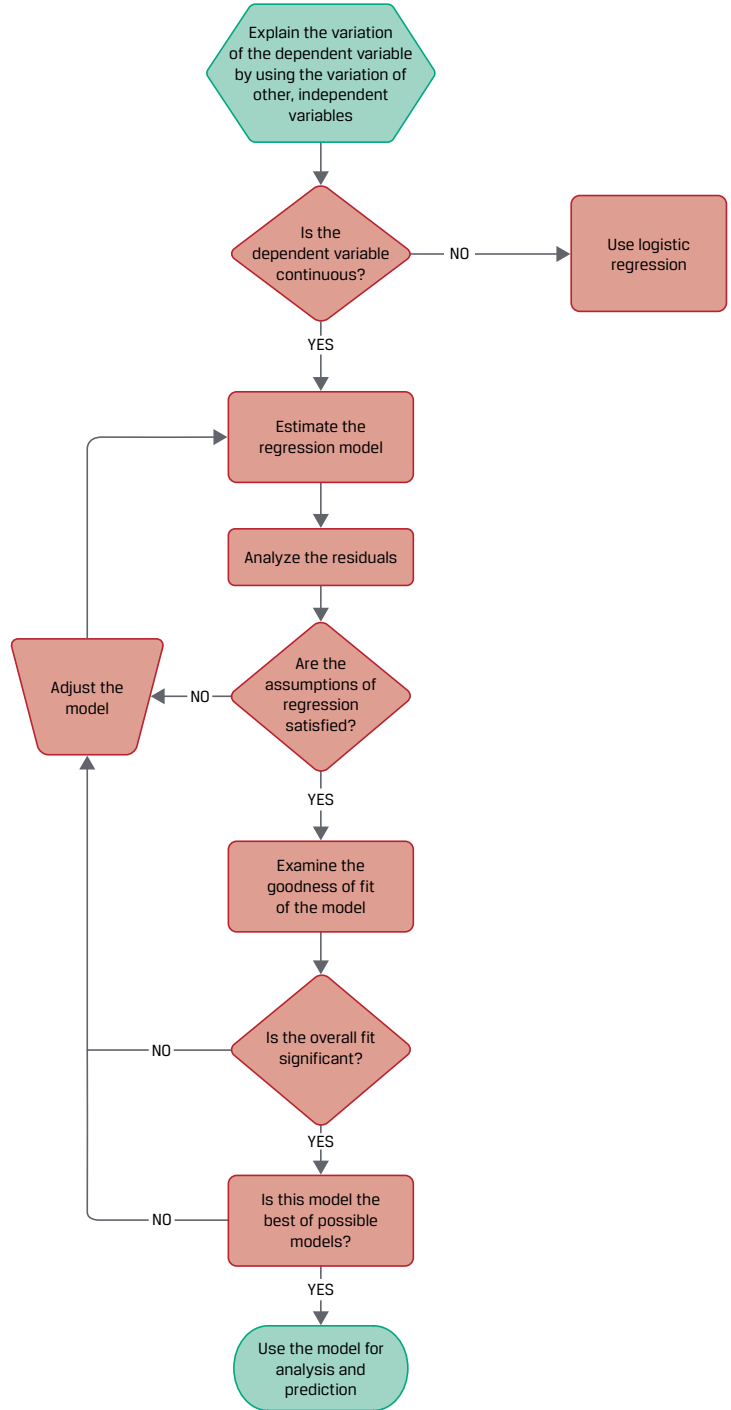 Explain the variation
of the dependent variable
by using the variation of
other, independent
variables
Is the
dependent variable
continuous?
NO
Use logistic
regression
YES
Estimate the
regression model
Analyze the residuals
Are the
assumptions of
regression
satisfied?
NO
Adjust the
model
YES
Examine the
goodness of fit
of the model
Is the overall fit
significant?
NO
YES
Is this model the
best of possible
models?
NO
YES
Use the model for
analysis and
prediction